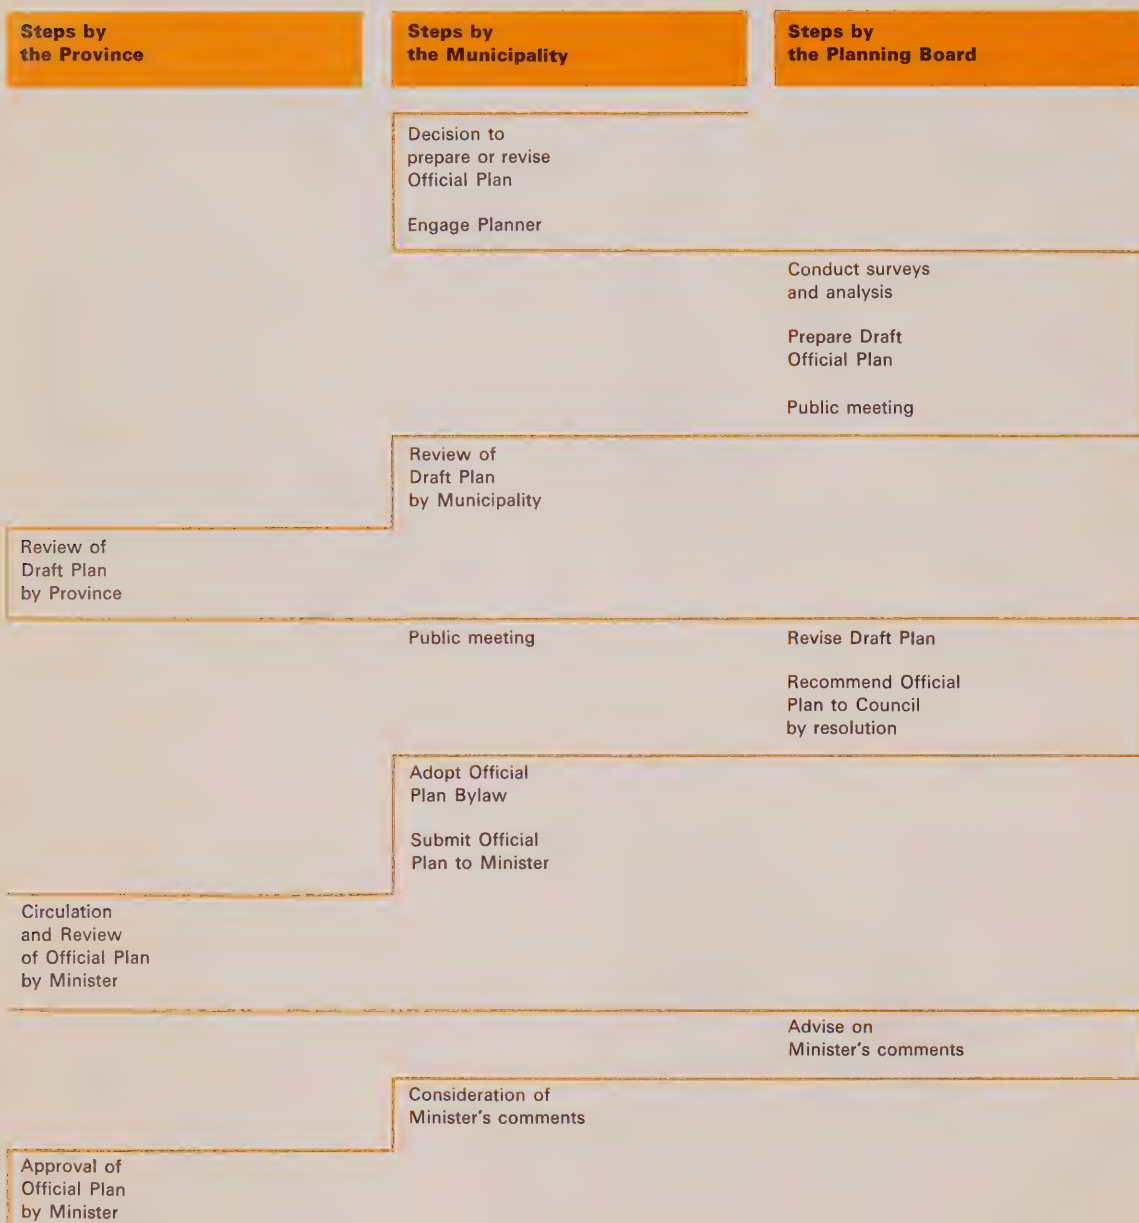 Steps by
the Province
Steps by
the Municipality
Steps by
the Planning Board
Decision to
prepare or revise
Official Plan
Engage Planner
Conduct surveys
and analysis
Prepare Draft
Official Plan
Public meeting
Review of
Draft Plan
by Municipality
Review of
Draft Plan
by Province
Public meeting
Revise Draft Plan
Recommend Official
Plan to Council
by resolution
Adopt Official
Plan Bylaw
Submit Official
Plan to Minister
Circulation
and Review
of Official Plan
by Minister
Advise on
Minister's comments
Consideration of
Minister's comments
Approval of
Official Plan
by Minister